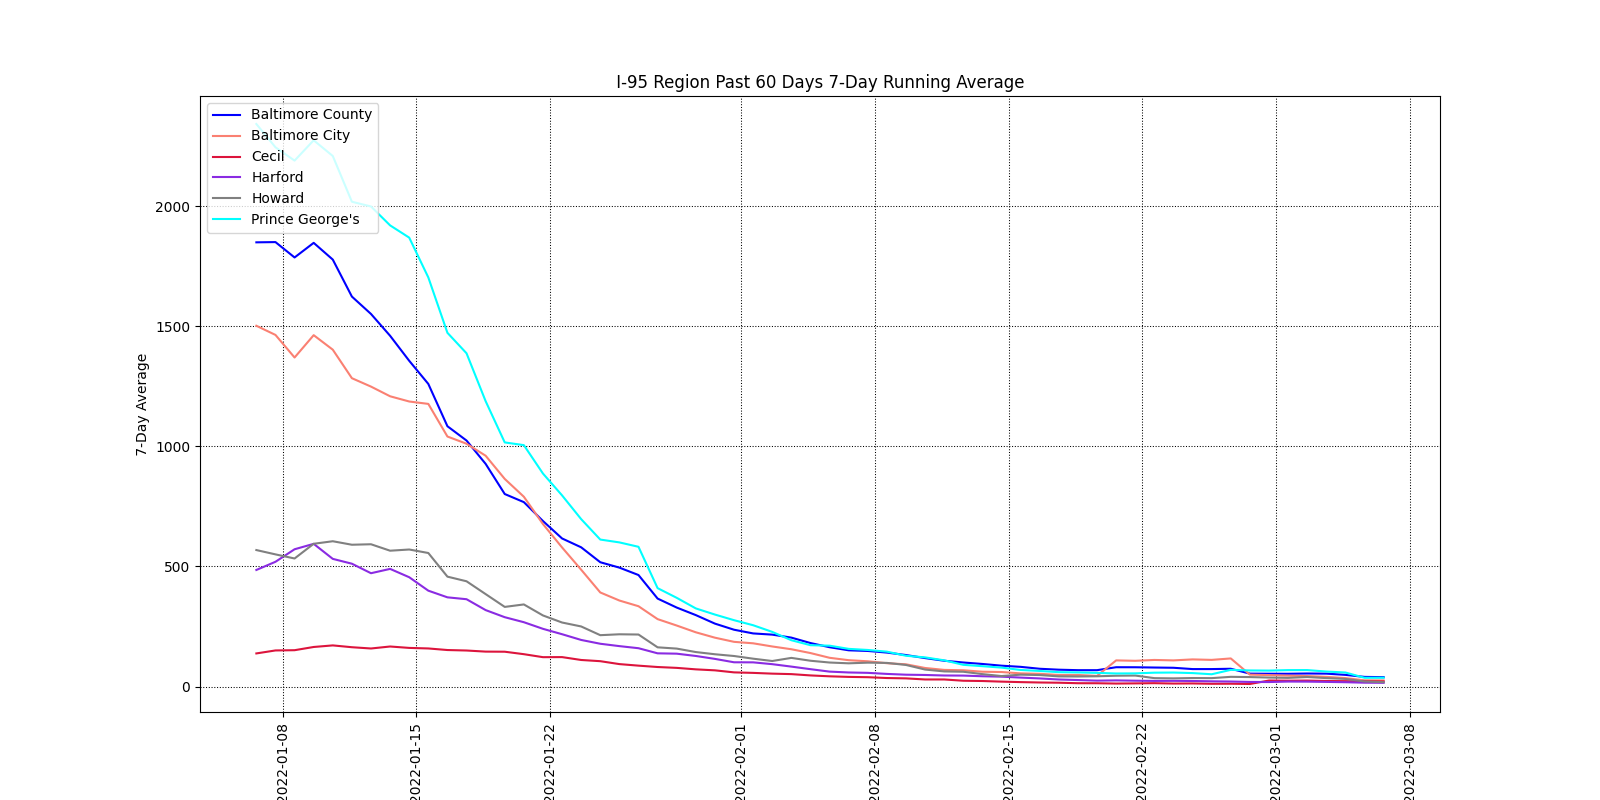 I-95 Region Past 60 Days 7-Day Running Average
Baltimore County
Baltimore City
Cecil
Harford
Howard
Prince George's
7-Day Average
2000
1500
1000
500
0
2022-01-08
2022-01-15
2022-01-22
2022-02-01
2022-02-08
2022-02-15
2022-02-22
2022-03-01
2022-03-08